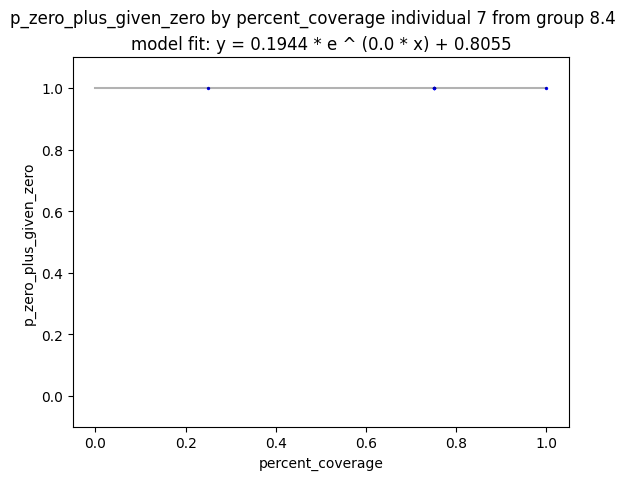 p_zero_plus_given_zero by percent_coverage individual 7 from group 8.4
model fit: y = 0.1944 * e ^ (0.0 * x) + 0.8055
1.0
0.8
0.6
0.4
0.2
0.0
p_zero_plus_given_zero
0.0 0.2 0.4 0.6 0.8 1.0
percent_coverage